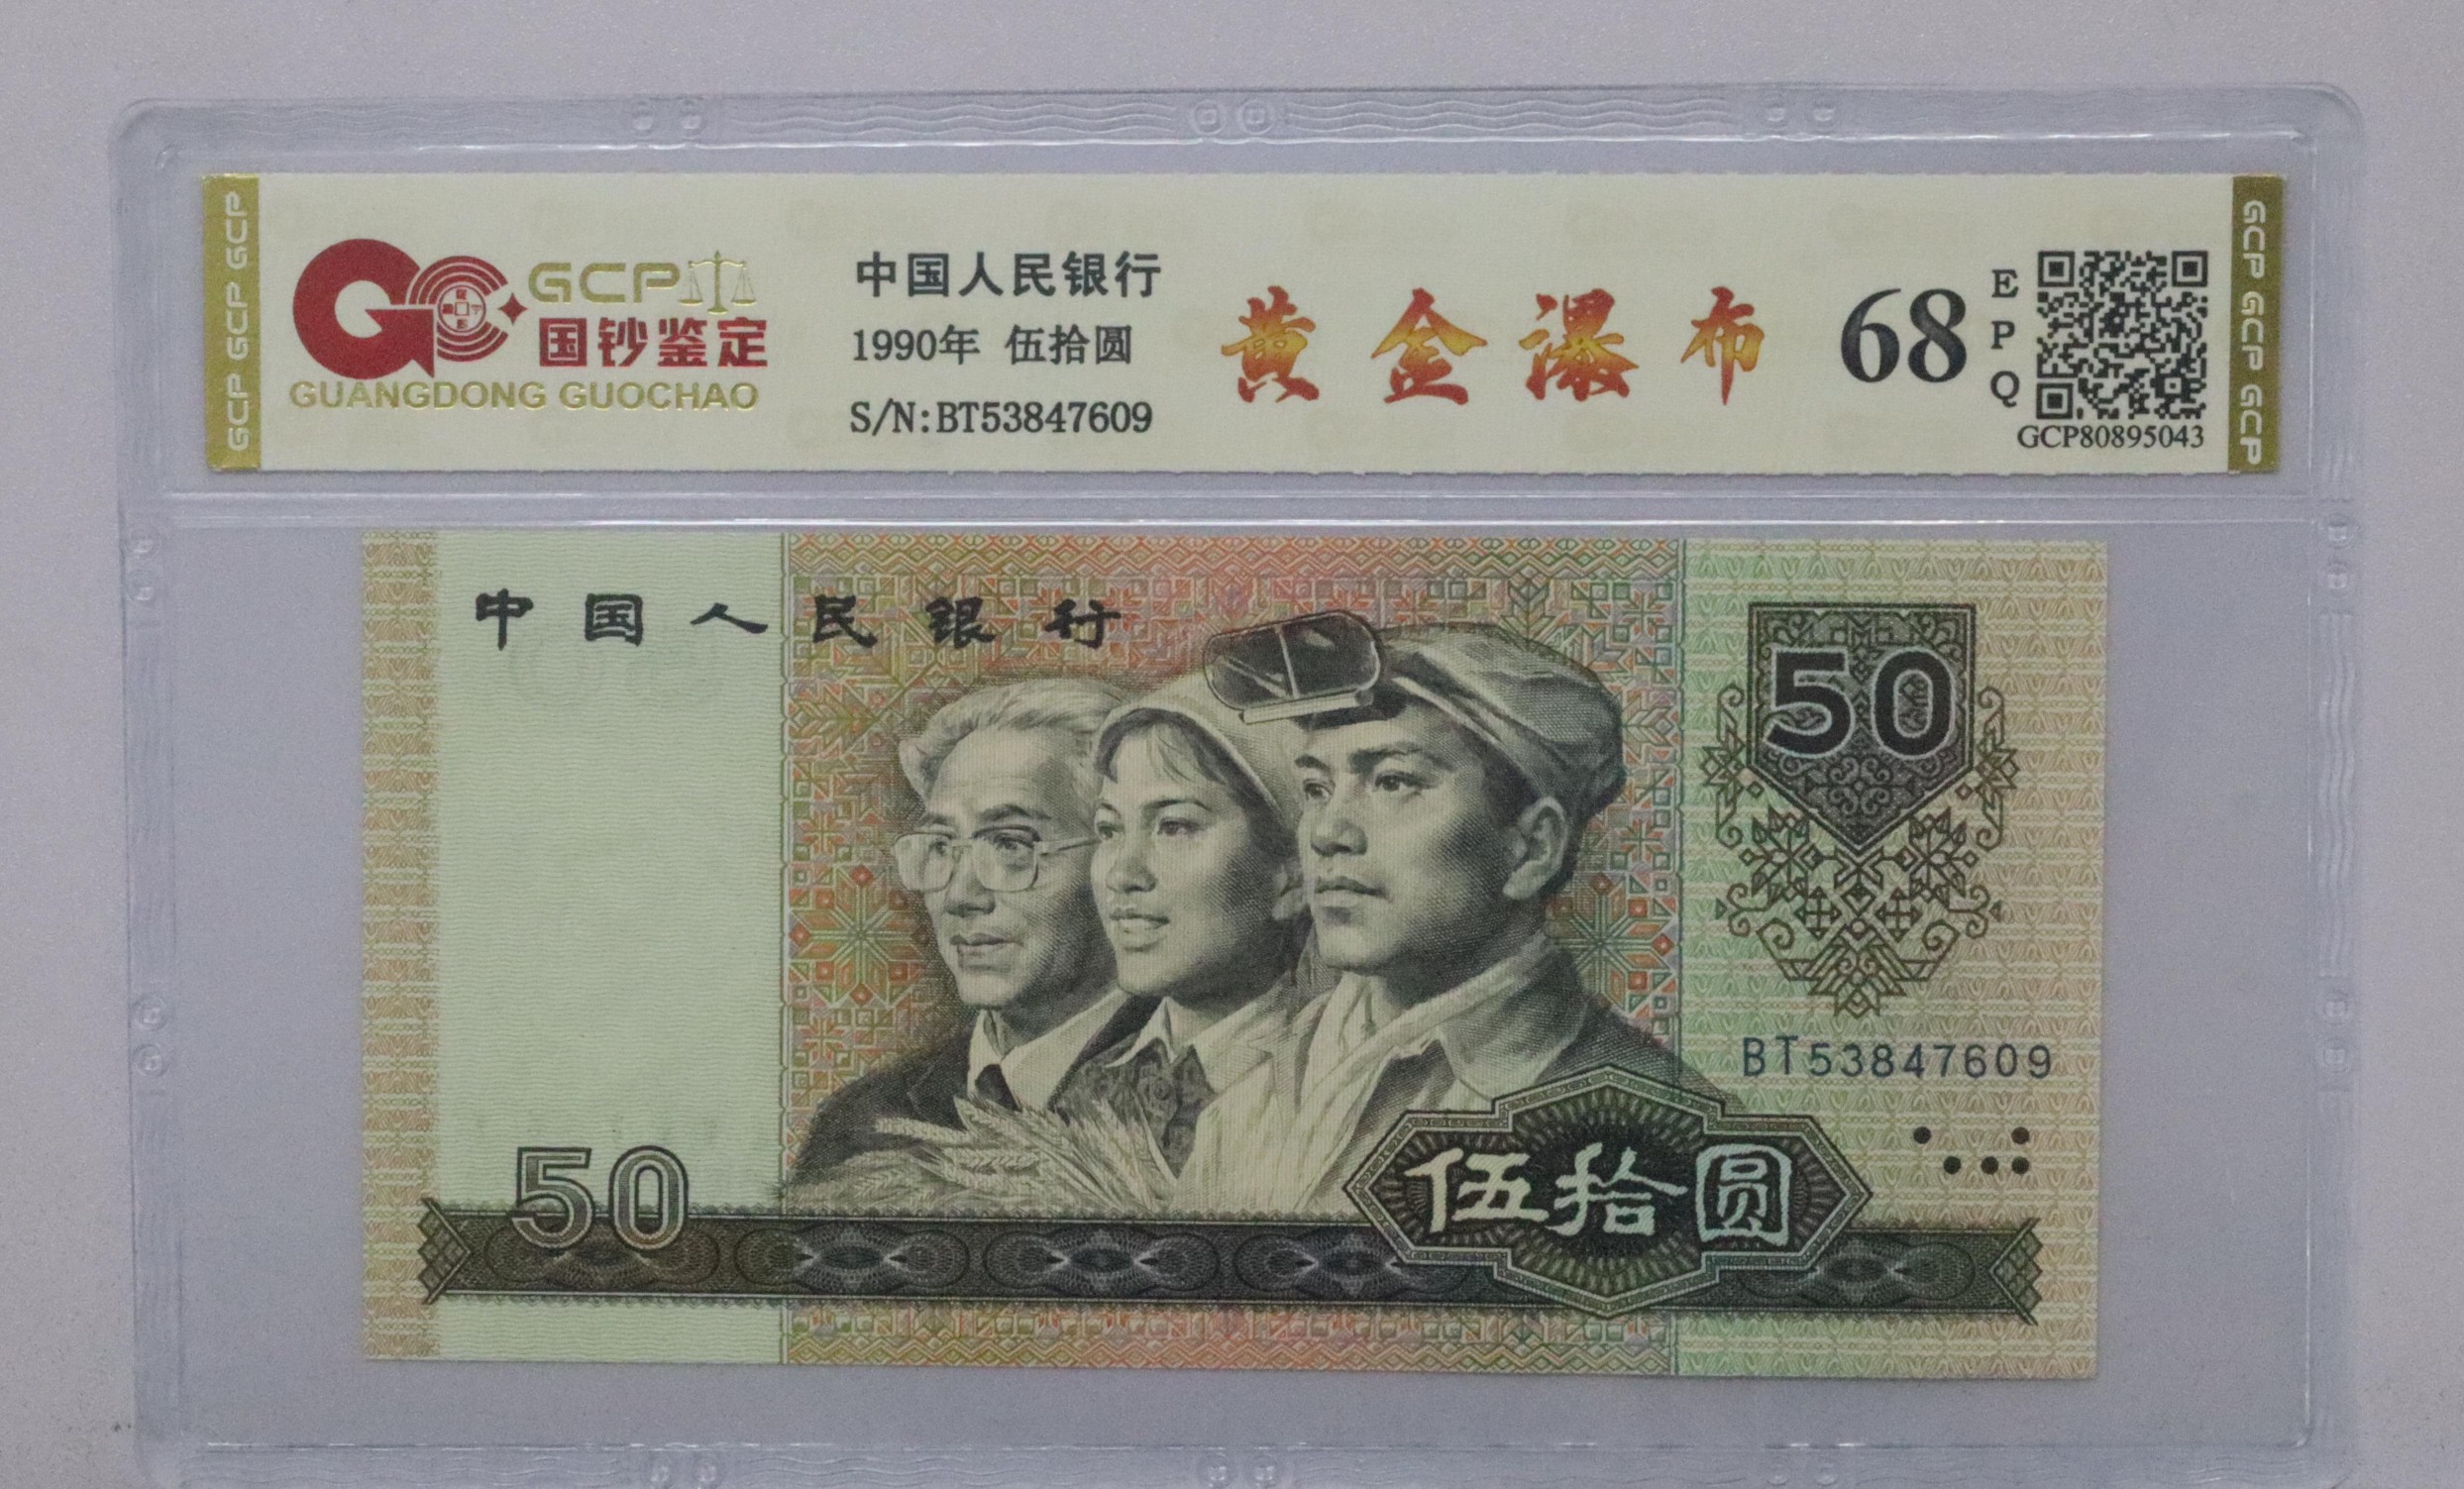 GCP GCP GCP
GCP
国钞鉴定
GUANGDONG GUOCHAO
中国人民银行
1990年 伍拾圆
S/N:BT53847609
黄金瀑布
68
EPQ
GCP80895043
GCP GCP GCP
中国人民银行
50
BT53847609
50
伍拾圆